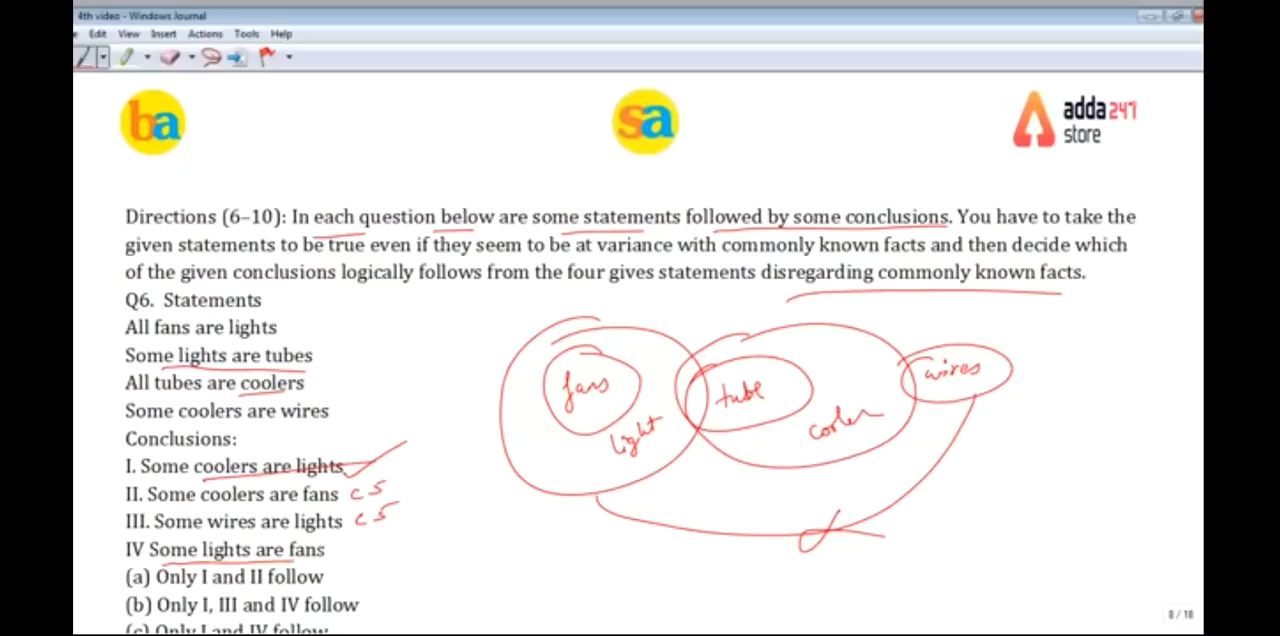 4th video - Windows Journal
Edit View Insert Actions Tools Help
ba
sa
adda247
store
Directions (6–10): In each question below are some statements followed by some conclusions. You have to take the
given statements to be true even if they seem to be at variance with commonly known facts and then decide which
of the given conclusions logically follows from the four gives statements disregarding commonly known facts.
Q6. Statements
All fans are lights
Some lights are tubes
All tubes are coolers
Some coolers are wires
Conclusions:
I. Some coolers are lights
II. Some coolers are fans cs
III. Some wires are lights cs
IV Some lights are fans
(a) Only I and II follow
(b) Only I, III and IV follow
(c) Only I and IV follow
fans
light
tube
cooler
wires
8 / 18